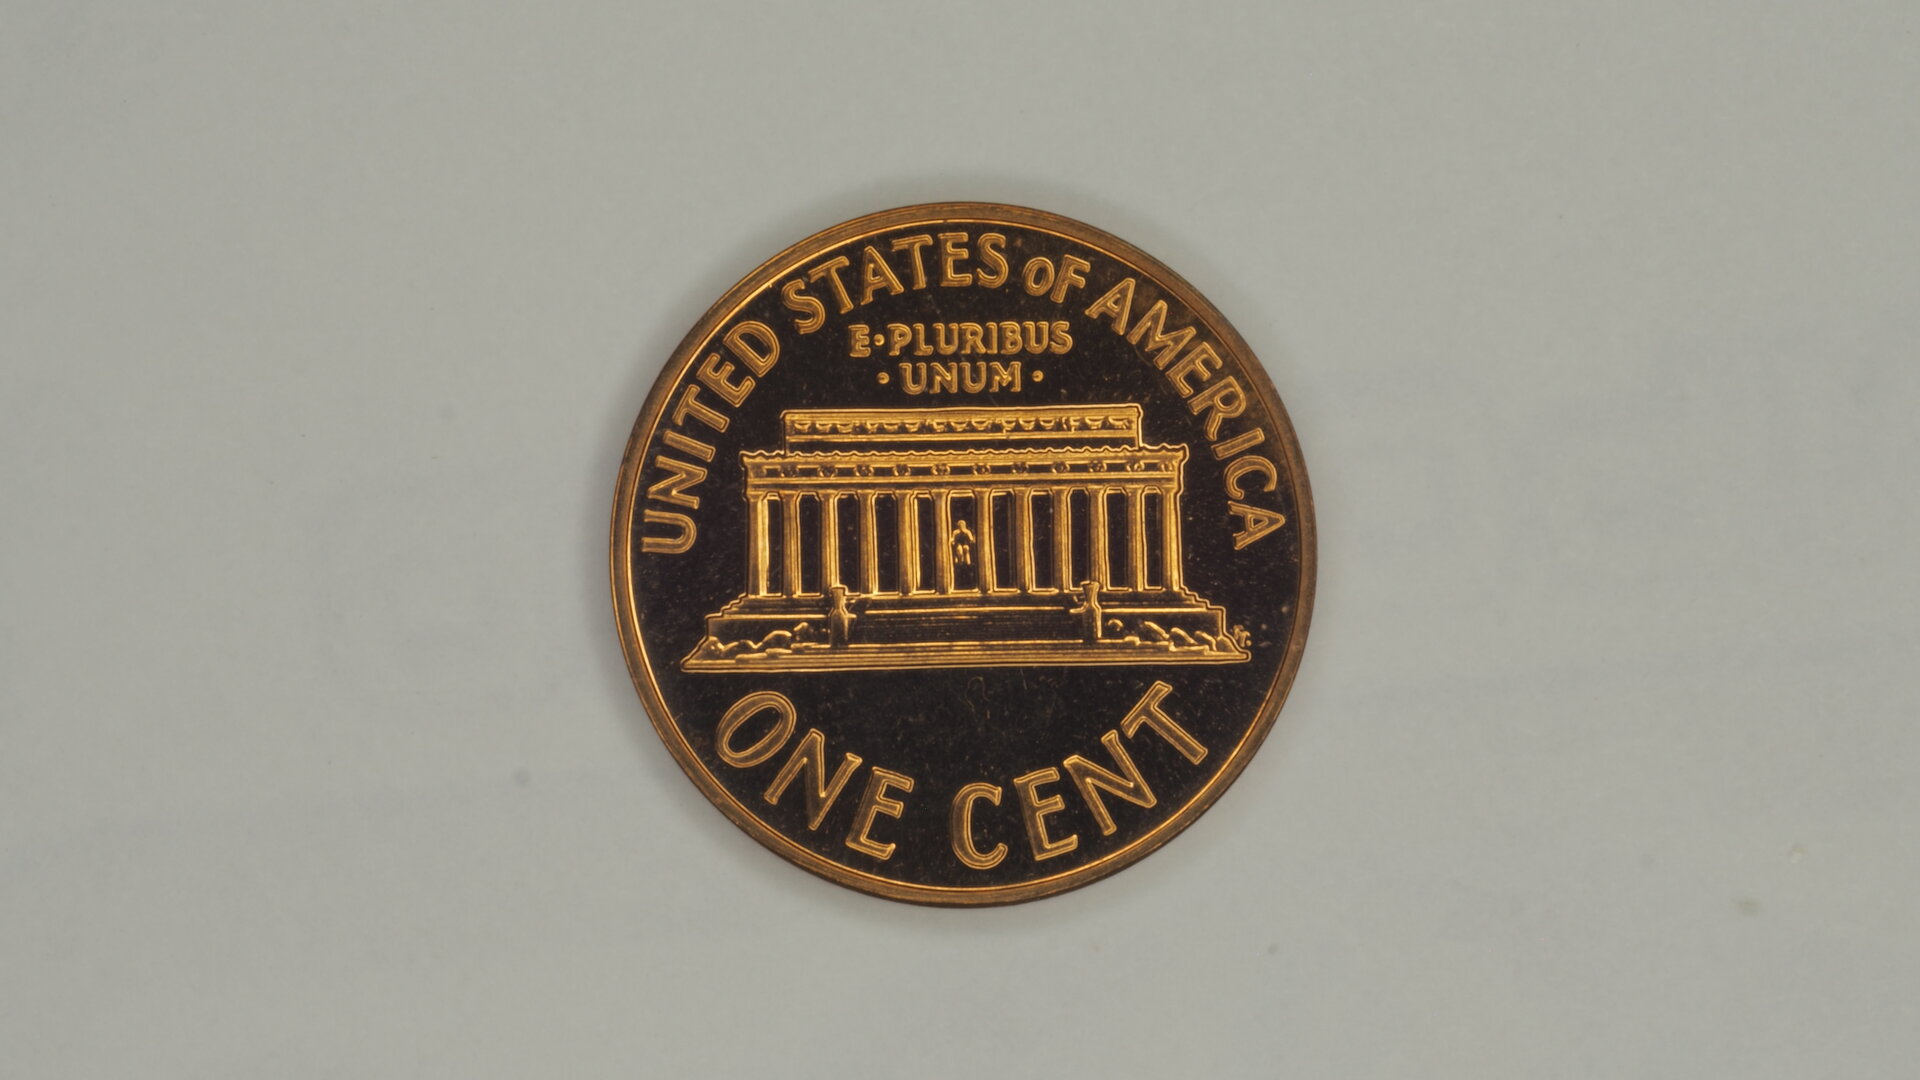 UNITED STATES OF AMERICA
E·PLURIBUS
·UNUM·
ONE CENT